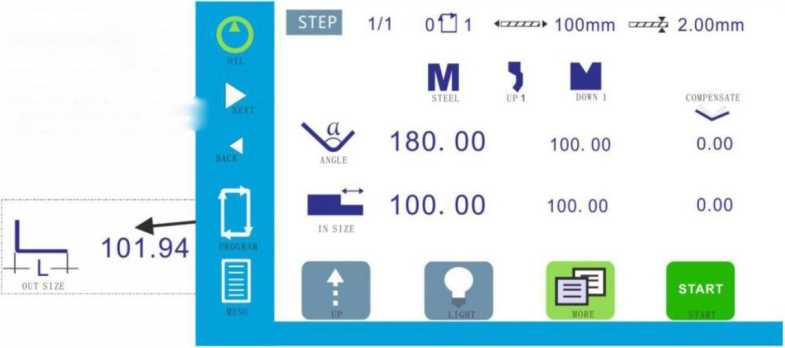 STEP 1/1 0 1 100mm 2.00mm
OIL
M
STEEL UP 1 DOWN 1 COMPENSATE
NEXT
α 180.00 100.00 0.00
ANGLE
BACK
100.00 100.00 0.00
IN SIZE
PROGRAM
101.94
L
OUT SIZE
START
UP LIGHT MORE START
MENU